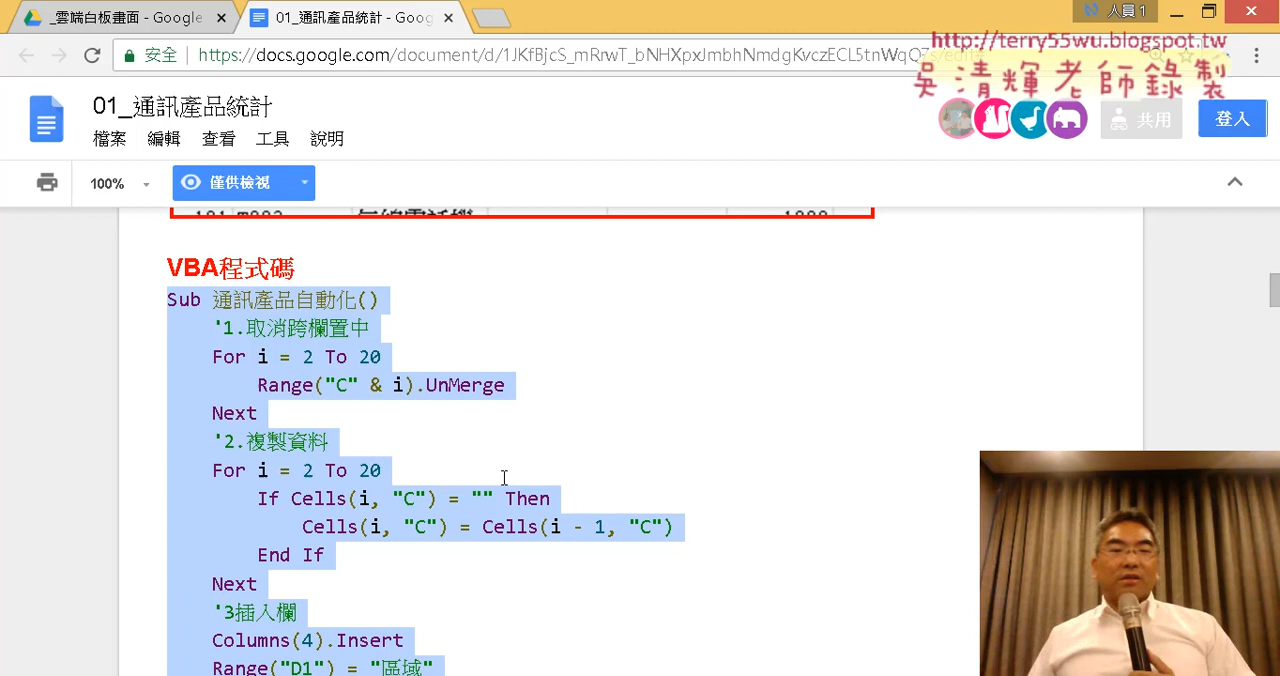 _雲端白板畫面 - Google
01_通訊產品統計 - Goog
人員 1
安全
https://docs.google.com/document/d/1JKfBjcS_mRrwT_bNHXpxJmbhNmdgKvczECL5tnWqQ7s/edit
http://terry55wu.blogspot.tw
吳清輝老師錄製
01_通訊產品統計
檔案 編輯 查看 工具 說明
共用
登入
100%
僅供檢視
VBA程式碼
Sub 通訊產品自動化()
'1.取消跨欄置中
For i = 2 To 20
Range("C" & i).UnMerge
Next
'2.複製資料
For i = 2 To 20
If Cells(i, "C") = "" Then
Cells(i, "C") = Cells(i - 1, "C")
End If
Next
'3插入欄
Columns(4).Insert
Range("D1") = "區域"